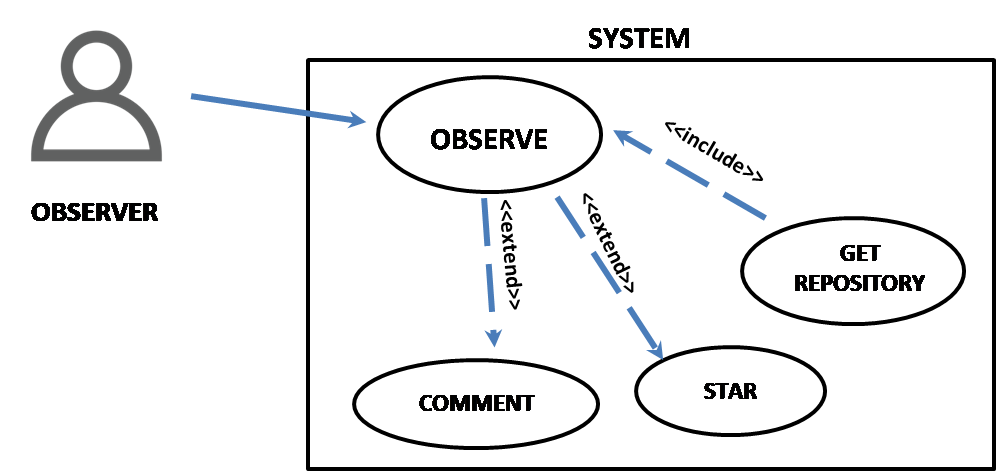 SYSTEM
OBSERVE
<<include>>
OBSERVER
<<extend>>
<<extend>>
GET
REPOSITORY
COMMENT
STAR